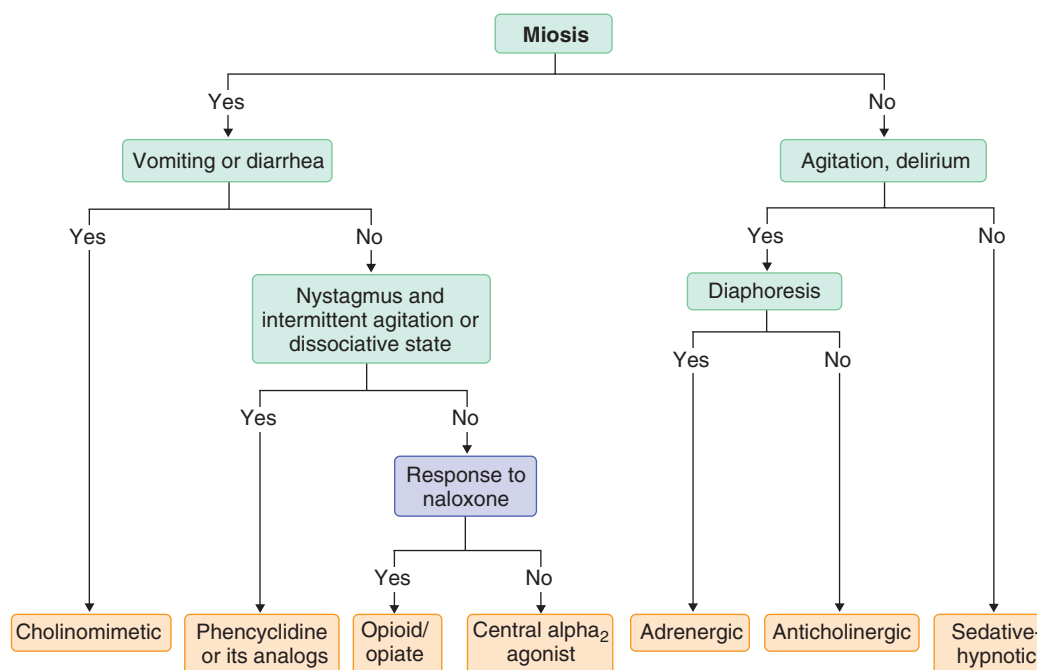 Miosis
Yes
No
Vomiting or diarrhea
Agitation, delirium
Yes
No
Yes
No
Nystagmus and
intermittent agitation or
dissociative state
Diaphoresis
Yes
No
Yes
No
Response to
naloxone
Yes
No
Cholinomimetic
Phencyclidine
or its analogs
Opioid/
opiate
Central alpha₂
agonist
Adrenergic
Anticholinergic
Sedative-
hypnotic